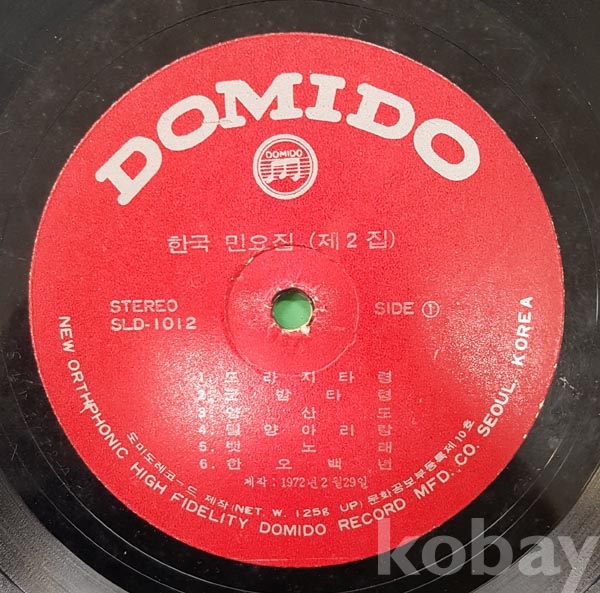 DOMIDO
DOMIDO
한국 민요집 (제2집)
STEREO
SLD-1012
SIDE ①
1. 도라지타령
2. 군밤타령
3. 양산도
4. 밀양아리랑
5. 뱃노래
6. 한오백년
제작: 1972년 2월29일
도미도레코드 제작 (NET. W. 125g UP) 문화공보부등록제10호
NEW ORTHPHONIC HIGH FIDELITY DOMIDO RECORD MFD. CO. SEOUL KOREA
kobay